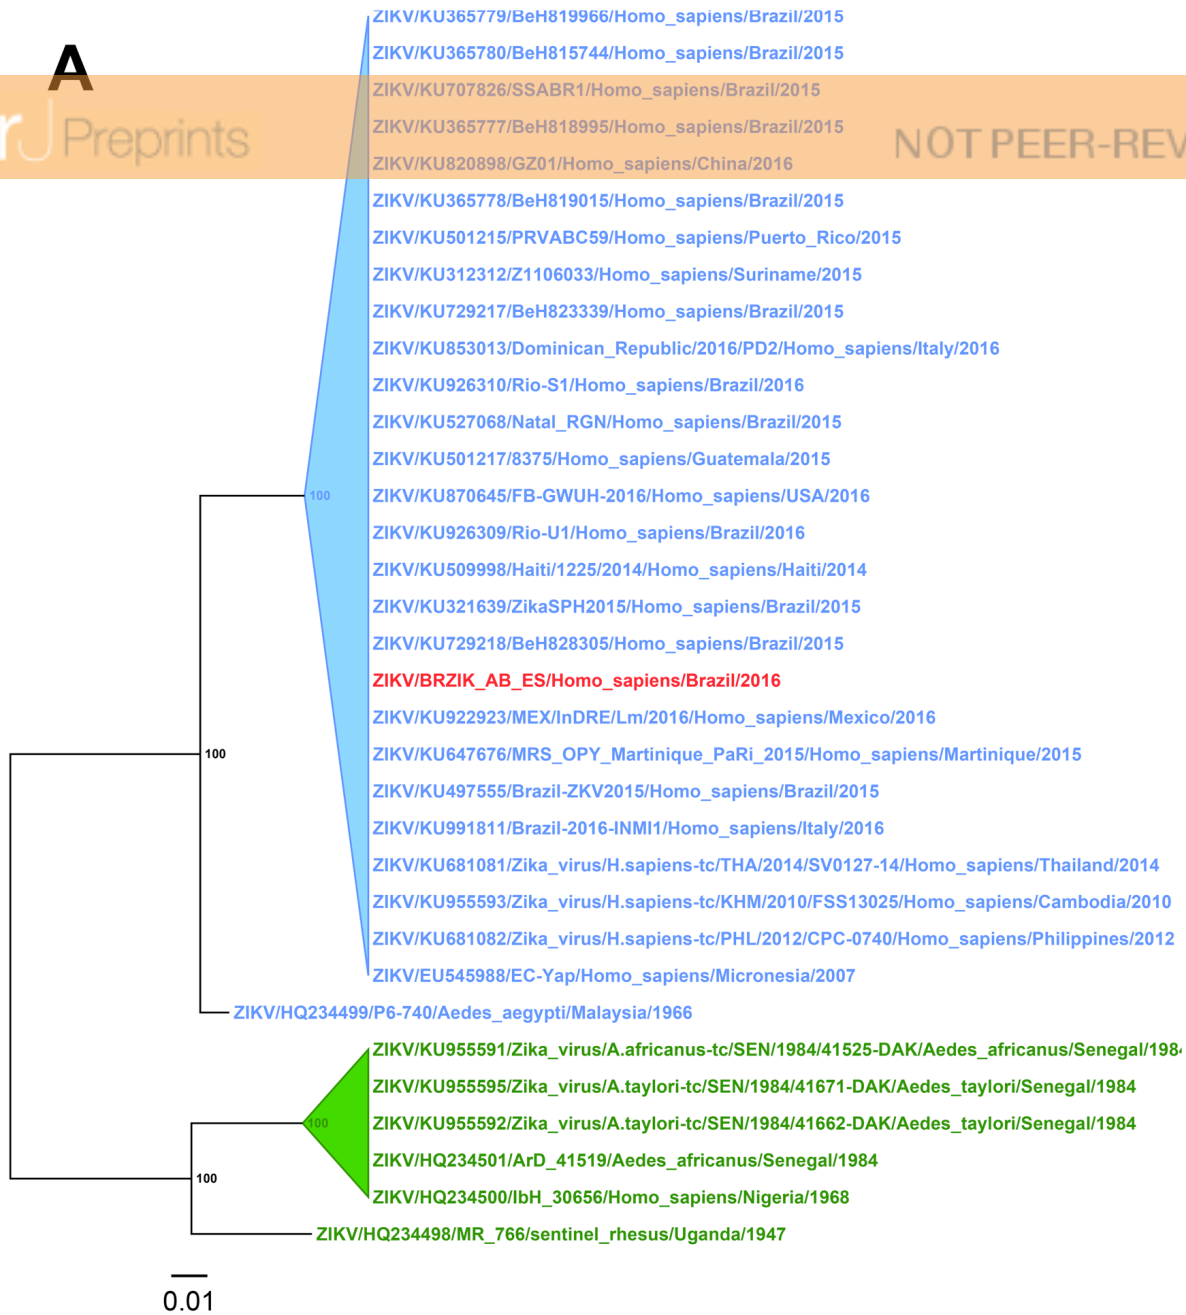 ZIKV/KU365779/BeH819966/Homo_sapiens/Brazil/2015
A
ZIKV/KU365780/BeH815744/Homo_sapiens/Brazil/2015
ZIKV/KU707826/SSABR1/Homo_sapiens/Brazil/2015
rJ Preprints
ZIKV/KU365777/BeH818995/Homo_sapiens/Brazil/2015
NOT PEER-REV
ZIKV/KU820898/GZ01/Homo_sapiens/China/2016
ZIKV/KU365778/BeH819015/Homo_sapiens/Brazil/2015
ZIKV/KU501215/PRVABC59/Homo_sapiens/Puerto_Rico/2015
ZIKV/KU312312/Z1106033/Homo_sapiens/Suriname/2015
ZIKV/KU729217/BeH823339/Homo_sapiens/Brazil/2015
ZIKV/KU853013/Dominican_Republic/2016/PD2/Homo_sapiens/Italy/2016
ZIKV/KU926310/Rio-S1/Homo_sapiens/Brazil/2016
ZIKV/KU527068/Natal_RGN/Homo_sapiens/Brazil/2015
ZIKV/KU501217/8375/Homo_sapiens/Guatemala/2015
100
ZIKV/KU870645/FB-GWUH-2016/Homo_sapiens/USA/2016
ZIKV/KU926309/Rio-U1/Homo_sapiens/Brazil/2016
ZIKV/KU509998/Haiti/1225/2014/Homo_sapiens/Haiti/2014
ZIKV/KU321639/ZikaSPH2015/Homo_sapiens/Brazil/2015
ZIKV/KU729218/BeH828305/Homo_sapiens/Brazil/2015
ZIKV/BRZIK_AB_ES/Homo_sapiens/Brazil/2016
ZIKV/KU922923/MEX/InDRE/Lm/2016/Homo_sapiens/Mexico/2016
100
ZIKV/KU647676/MRS_OPY_Martinique_PaRi_2015/Homo_sapiens/Martinique/2015
ZIKV/KU497555/Brazil-ZKV2015/Homo_sapiens/Brazil/2015
ZIKV/KU991811/Brazil-2016-INMI1/Homo_sapiens/Italy/2016
ZIKV/KU681081/Zika_virus/H.sapiens-tc/THA/2014/SV0127-14/Homo_sapiens/Thailand/2014
ZIKV/KU955593/Zika_virus/H.sapiens-tc/KHM/2010/FSS13025/Homo_sapiens/Cambodia/2010
ZIKV/KU681082/Zika_virus/H.sapiens-tc/PHL/2012/CPC-0740/Homo_sapiens/Philippines/2012
ZIKV/EU545988/EC-Yap/Homo_sapiens/Micronesia/2007
ZIKV/HQ234499/P6-740/Aedes_aegypti/Malaysia/1966
ZIKV/KU955591/Zika_virus/A.africanus-tc/SEN/1984/41525-DAK/Aedes_africanus/Senegal/198
ZIKV/KU955595/Zika_virus/A.taylori-tc/SEN/1984/41671-DAK/Aedes_taylori/Senegal/1984
100
ZIKV/KU955592/Zika_virus/A.taylori-tc/SEN/1984/41662-DAK/Aedes_taylori/Senegal/1984
ZIKV/HQ234501/ArD_41519/Aedes_africanus/Senegal/1984
100
ZIKV/HQ234500/IbH_30656/Homo_sapiens/Nigeria/1968
ZIKV/HQ234498/MR_766/sentinel_rhesus/Uganda/1947
0.01